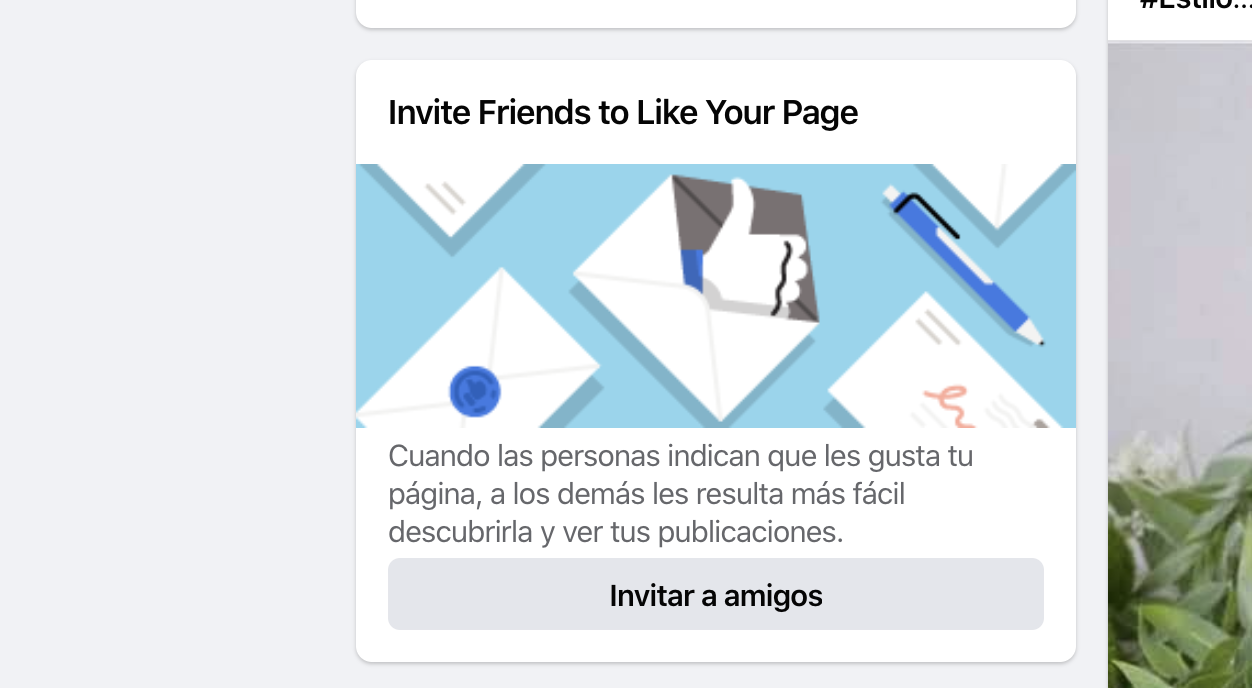 #Estilo...
Invite Friends to Like Your Page
Cuando las personas indican que les gusta tu
página, a los demás les resulta más fácil
descubrirla y ver tus publicaciones.
Invitar a amigos